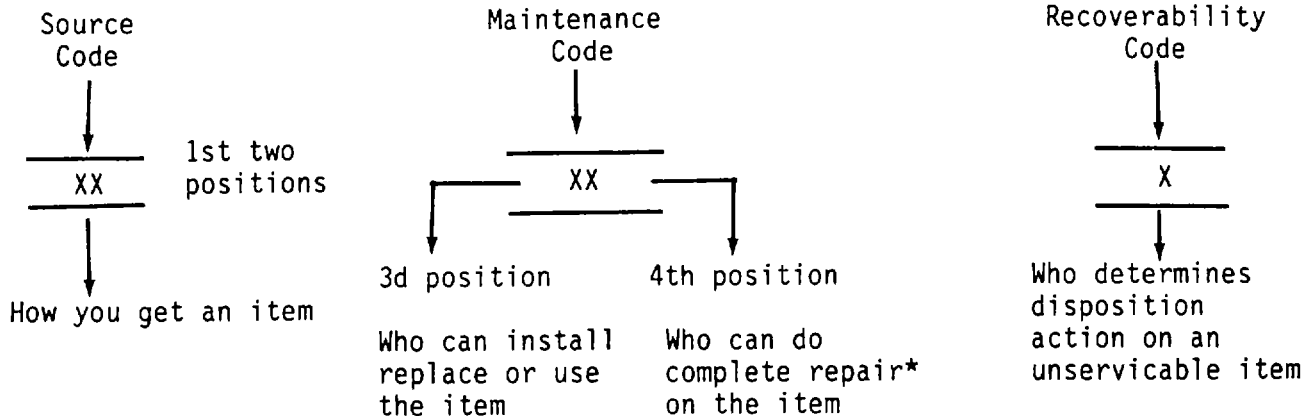 Source
Code
XX
1st two
positions
How you get an item
Maintenance
Code
XX
3d position
Who can install
replace or use
the item
4th position
Who can do
complete repair*
on the item
Recoverability
Code
X
Who determines
disposition
action on an
unservicable item